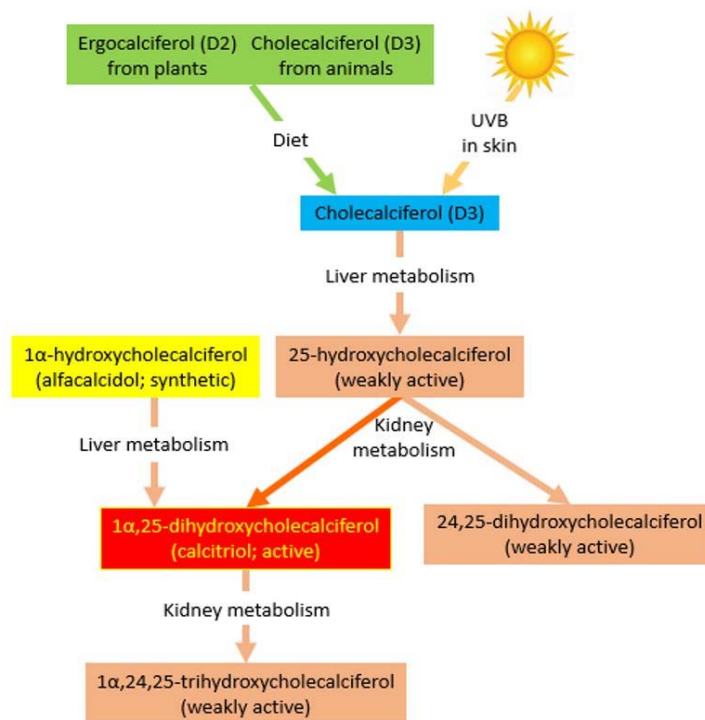 Ergocalciferol (D2) Cholecalciferol (D3)
from plants from animals
UVB
in skin
Diet
Cholecalciferol (D3)
Liver metabolism
1α-hydroxycholecalciferol
(alfacalcidol; synthetic)
25-hydroxycholecalciferol
(weakly active)
Liver metabolism
Kidney
metabolism
1α,25-dihydroxycholecalciferol
(calcitriol; active)
24,25-dihydroxycholecalciferol
(weakly active)
Kidney metabolism
1α,24,25-trihydroxycholecalciferol
(weakly active)